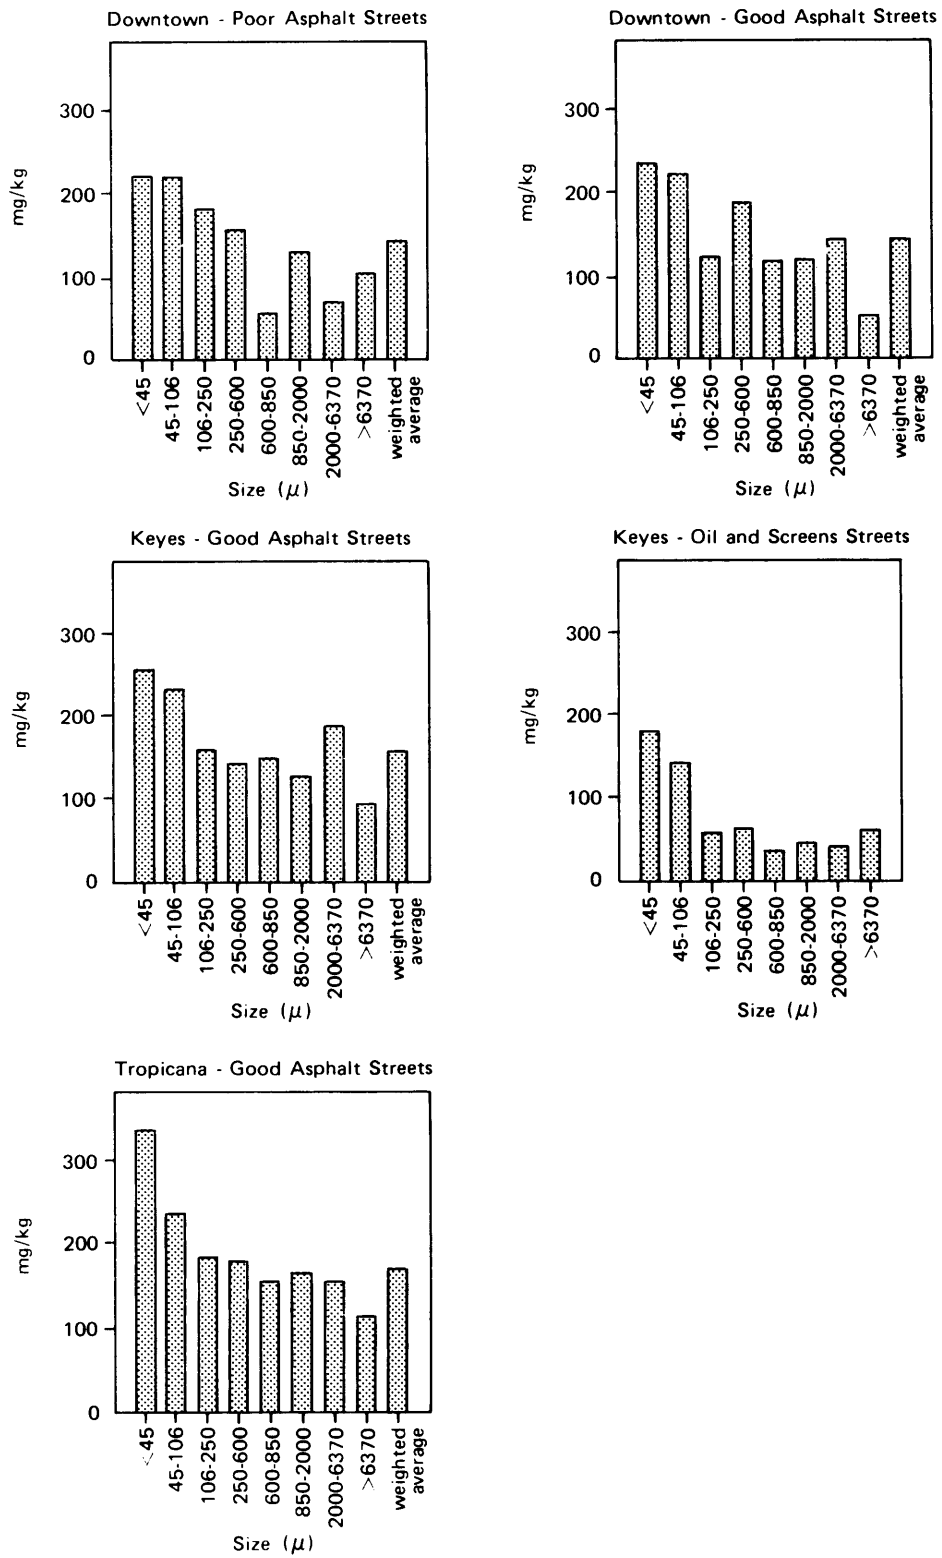 Downtown - Poor Asphalt Streets
mg/kg
300
200
100
0
<45
45-106
106-250
250-600
600-850
850-2000
2000-6370
>6370
weighted
average
Size (μ)
Downtown - Good Asphalt Streets
mg/kg
300
200
100
0
<45
45-106
106-250
250-600
600-850
850-2000
2000-6370
>6370
weighted
average
Size (μ)
Keyes - Good Asphalt Streets
mg/kg
300
200
100
0
<45
45-106
106-250
250-600
600-850
850-2000
2000-6370
>6370
weighted
average
Size (μ)
Keyes - Oil and Screens Streets
mg/kg
300
200
100
0
<45
45-106
106-250
250-600
600-850
850-2000
2000-6370
>6370
Size (μ)
Tropicana - Good Asphalt Streets
mg/kg
300
200
100
0
<45
45-106
106-250
250-600
600-850
850-2000
2000-6370
>6370
weighted
average
Size (μ)